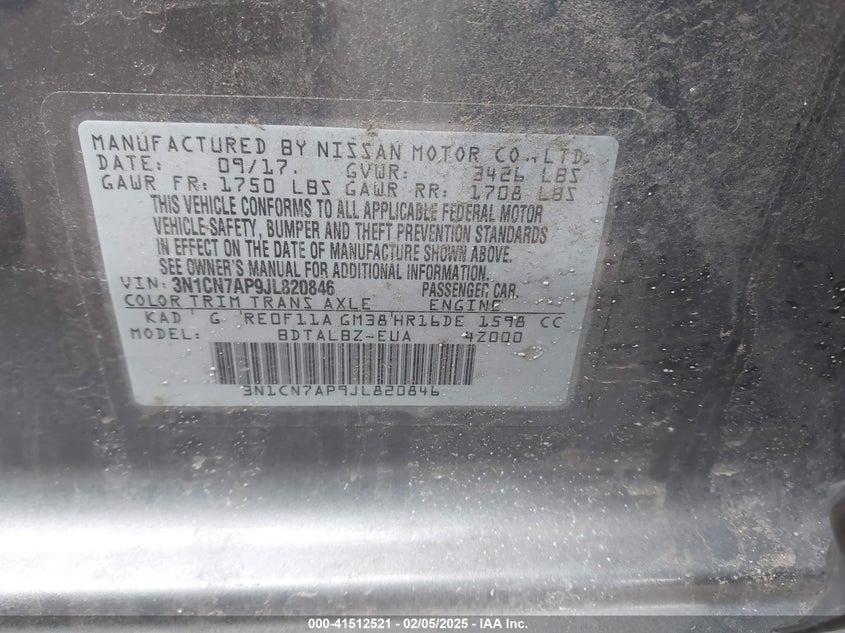 MANUFACTURED BY NISSAN MOTOR CO.,LTD.
DATE: 09/17. GVWR: 3426 LBS
GAWR FR: 1750 LBS GAWR RR: 1708 LBS
THIS VEHICLE CONFORMS TO ALL APPLICABLE FEDERAL MOTOR
VEHICLE-SAFETY, BUMPER AND THEFT PREVENTION STANDARDS
IN EFFECT ON THE DATE OF MANUFACTURE SHOWN ABOVE.
SEE OWNER'S MANUAL FOR ADDITIONAL INFORMATION.
VIN: 3N1CN7AP9JL820846 PASSENGER CAR.
COLOR TRIM TRANS AXLE ENGINE
KAD G RE0F11A GM38 HR16DE 1598 CC
MODEL: BDTALBZ-EUA 4Z000
3N1CN7AP9JL820846
000-41512521 - 02/05/2025 - IAA Inc.